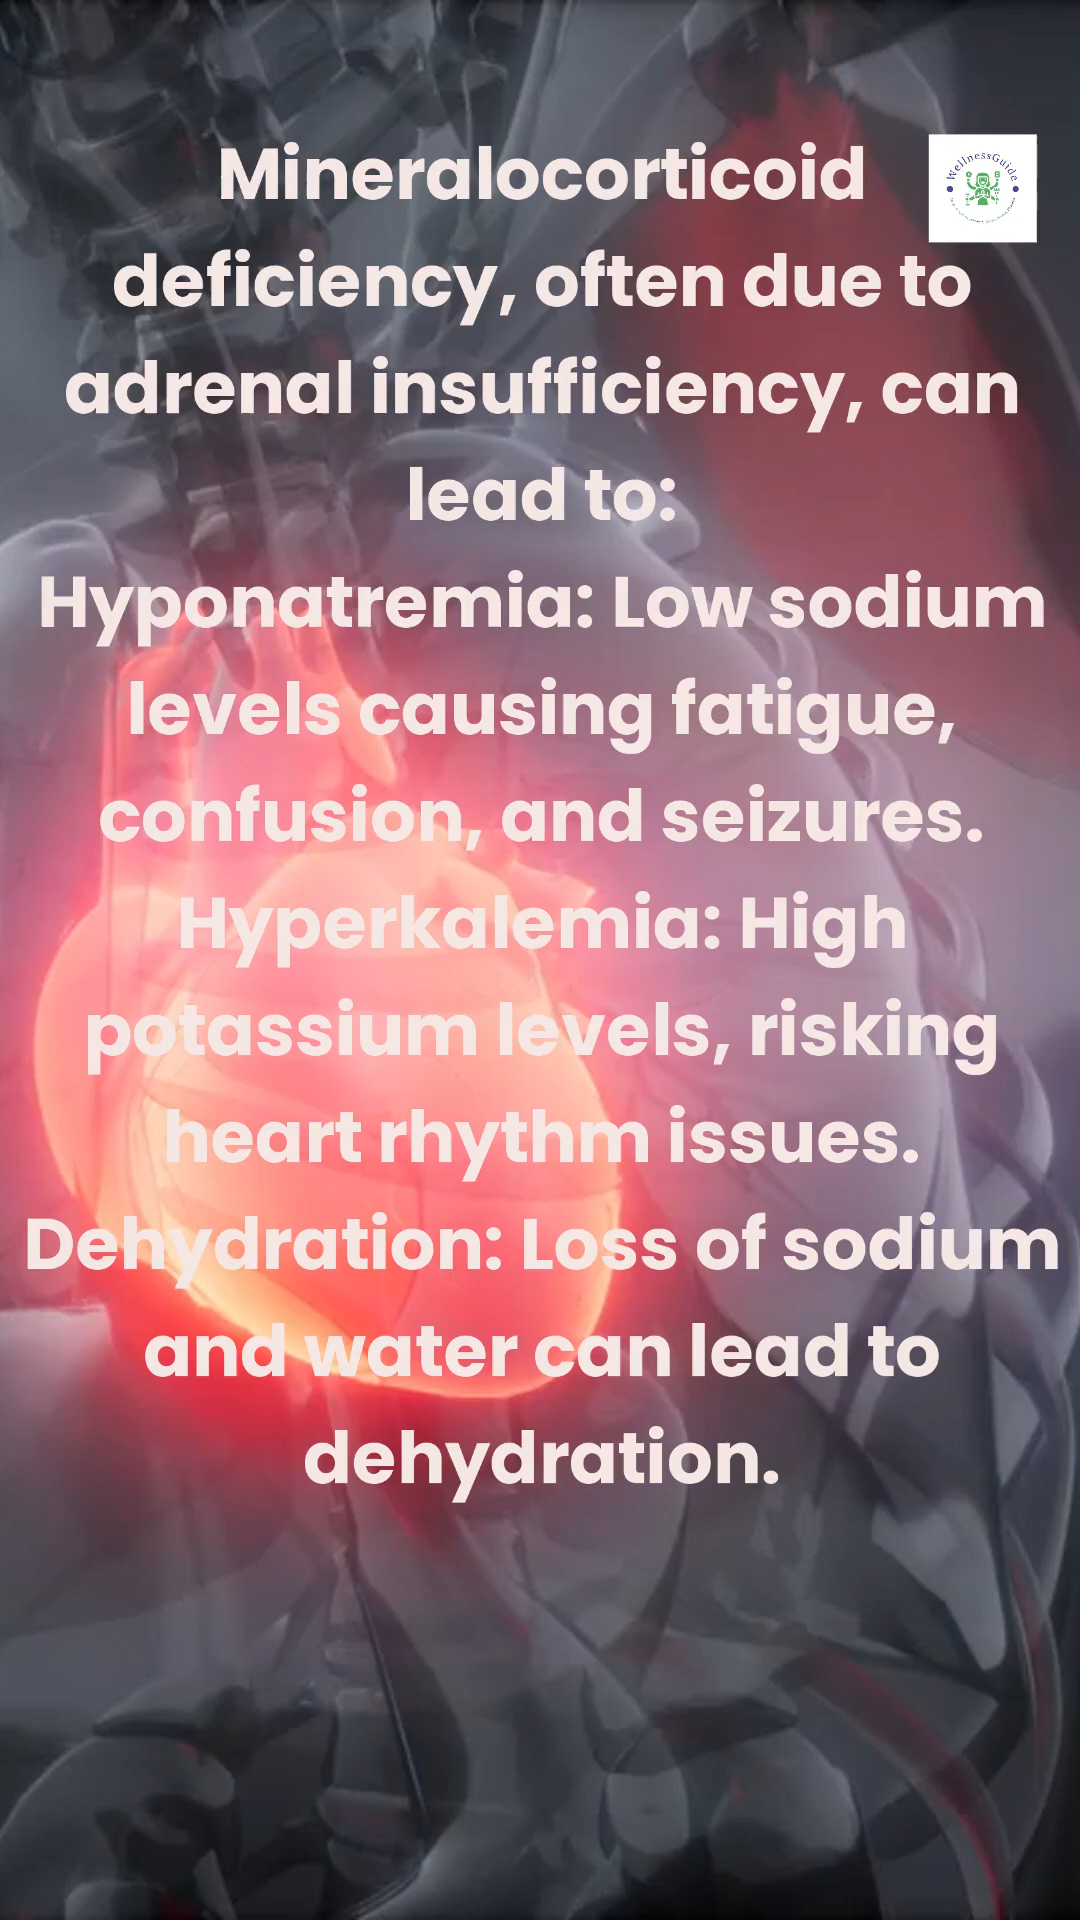 Mineralocorticoid
WellnessGuide
deficiency, often due to
adrenal insufficiency, can
lead to:
Hyponatremia: Low sodium
levels causing fatigue,
confusion, and seizures.
Hyperkalemia: High
potassium levels, risking
heart rhythm issues.
Dehydration: Loss of sodium
and water can lead to
dehydration.